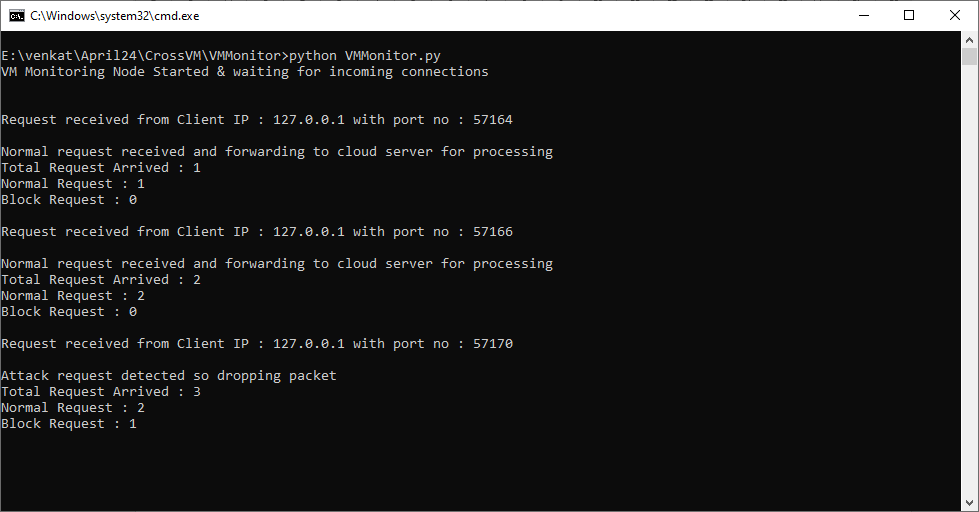 C:\Windows\system32\cmd.exe
E:\venkat\April24\CrossVM\VMMonitor>python VMMonitor.py
VM Monitoring Node Started & waiting for incoming connections
Request received from Client IP : 127.0.0.1 with port no : 57164
Normal request received and forwarding to cloud server for processing
Total Request Arrived : 1
Normal Request : 1
Block Request : 0
Request received from Client IP : 127.0.0.1 with port no : 57166
Normal request received and forwarding to cloud server for processing
Total Request Arrived : 2
Normal Request : 2
Block Request : 0
Request received from Client IP : 127.0.0.1 with port no : 57170
Attack request detected so dropping packet
Total Request Arrived : 3
Normal Request : 2
Block Request : 1